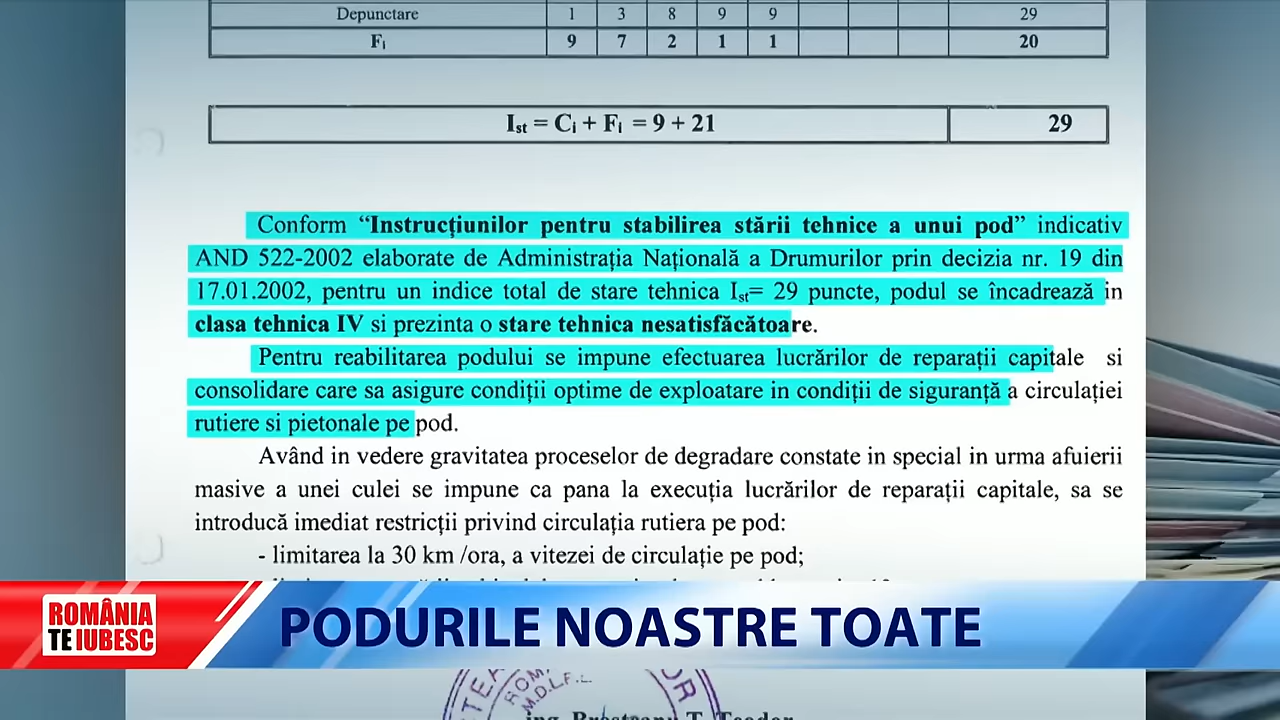 Depunctare 1 3 8 9 9 29
Fi 9 7 2 1 1 20
Ist = Ci + Fi = 9 + 21 29
Conform “Instrucțiunilor pentru stabilirea stării tehnice a unui pod” indicativ
AND 522-2002 elaborate de Administrația Națională a Drumurilor prin decizia nr. 19 din
17.01.2002, pentru un indice total de stare tehnica Ist= 29 puncte, podul se încadrează in
clasa tehnica IV si prezinta o stare tehnica nesatisfăcătoare.
Pentru reabilitarea podului se impune efectuarea lucrărilor de reparații capitale si
consolidare care sa asigure condiții optime de exploatare in condiții de siguranță a circulației
rutiere si pietonale pe pod.
Având in vedere gravitatea proceselor de degradare constate in special in urma afuierii
masive a unei culei se impune ca pana la execuția lucrărilor de reparații capitale, sa se
introducă imediat restricții privind circulația rutiera pe pod:
- limitarea la 30 km /ora, a vitezei de circulație pe pod;
ROMÂNIA
TE IUBESC
PODURILE NOASTRE TOATE
M.D.L.P.L.